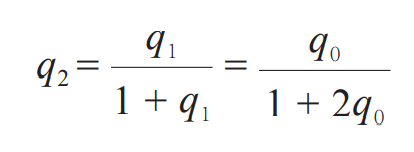 q₂ = q₁ / (1 + q₁) = q₀ / (1 + 2q₀)